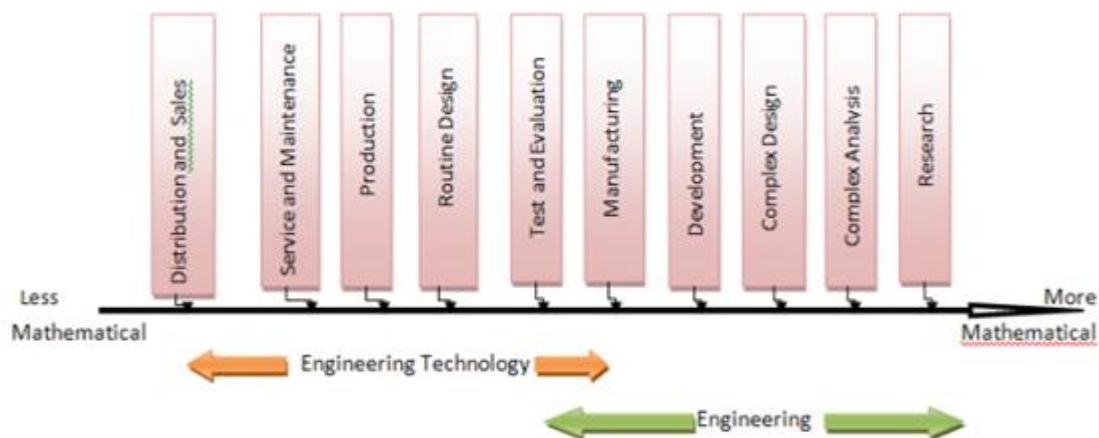 Distribution and Sales
Service and Maintenance
Production
Routine Design
Test and Evaluation
Manufacturing
Development
Complex Design
Complex Analysis
Research
Less
Mathematical
More
Mathematical
Engineering Technology
Engineering